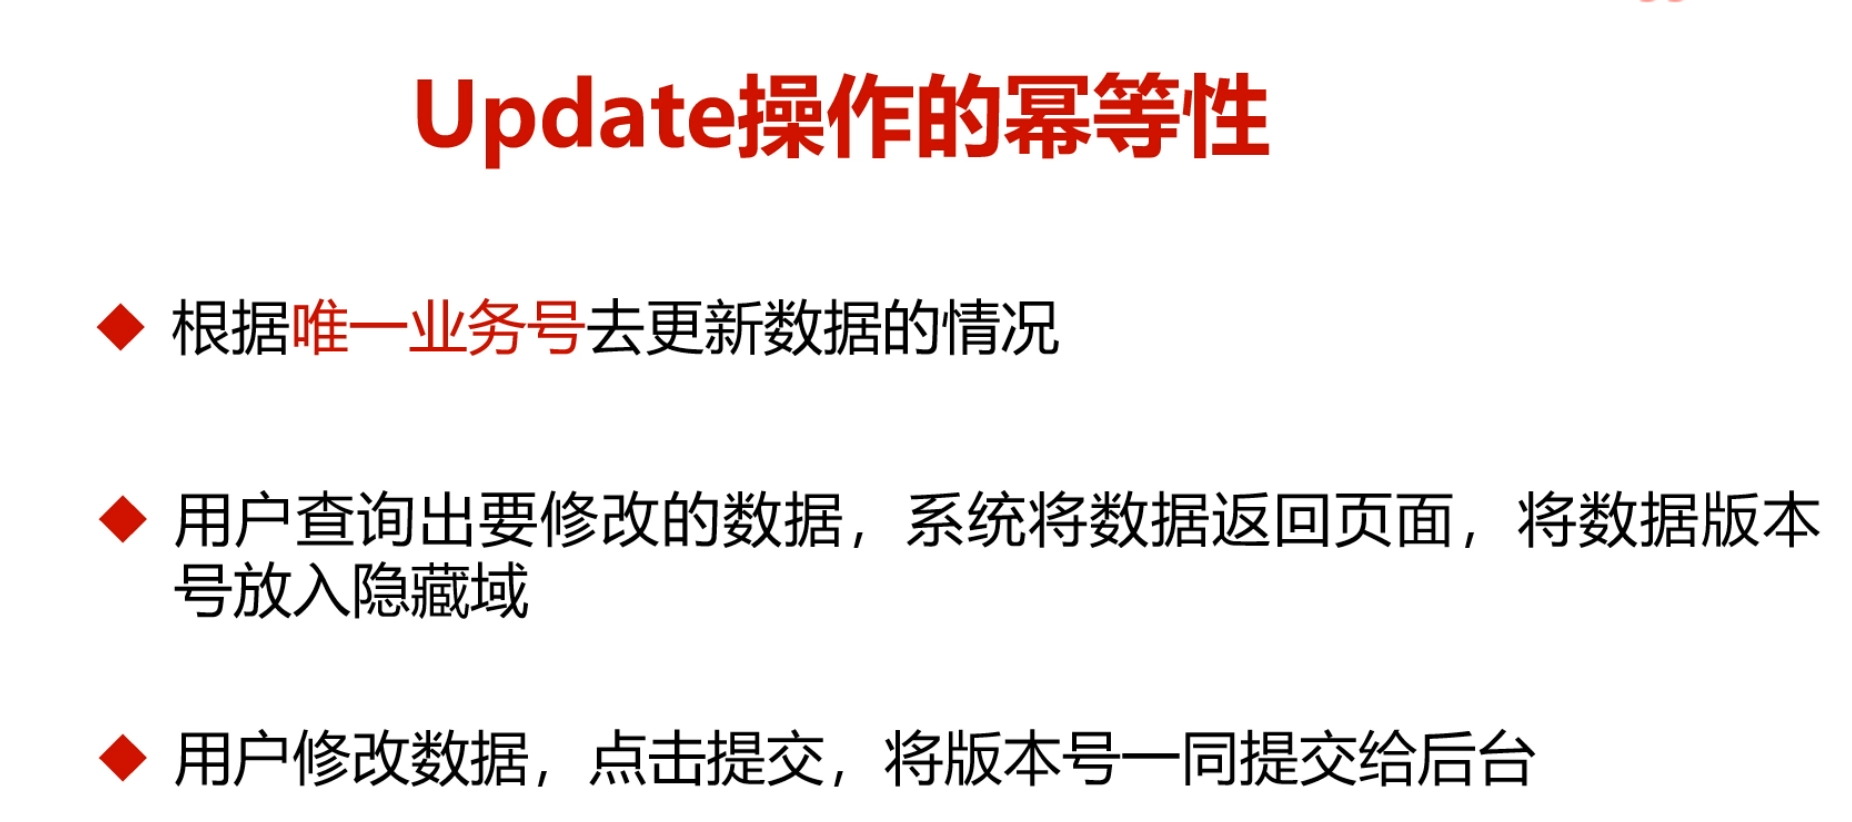 Update操作的幂等性
根据唯一业务号去更新数据的情况
用户查询出要修改的数据，系统将数据返回页面，将数据版本
号放入隐藏域
用户修改数据，点击提交，将版本号一同提交给后台